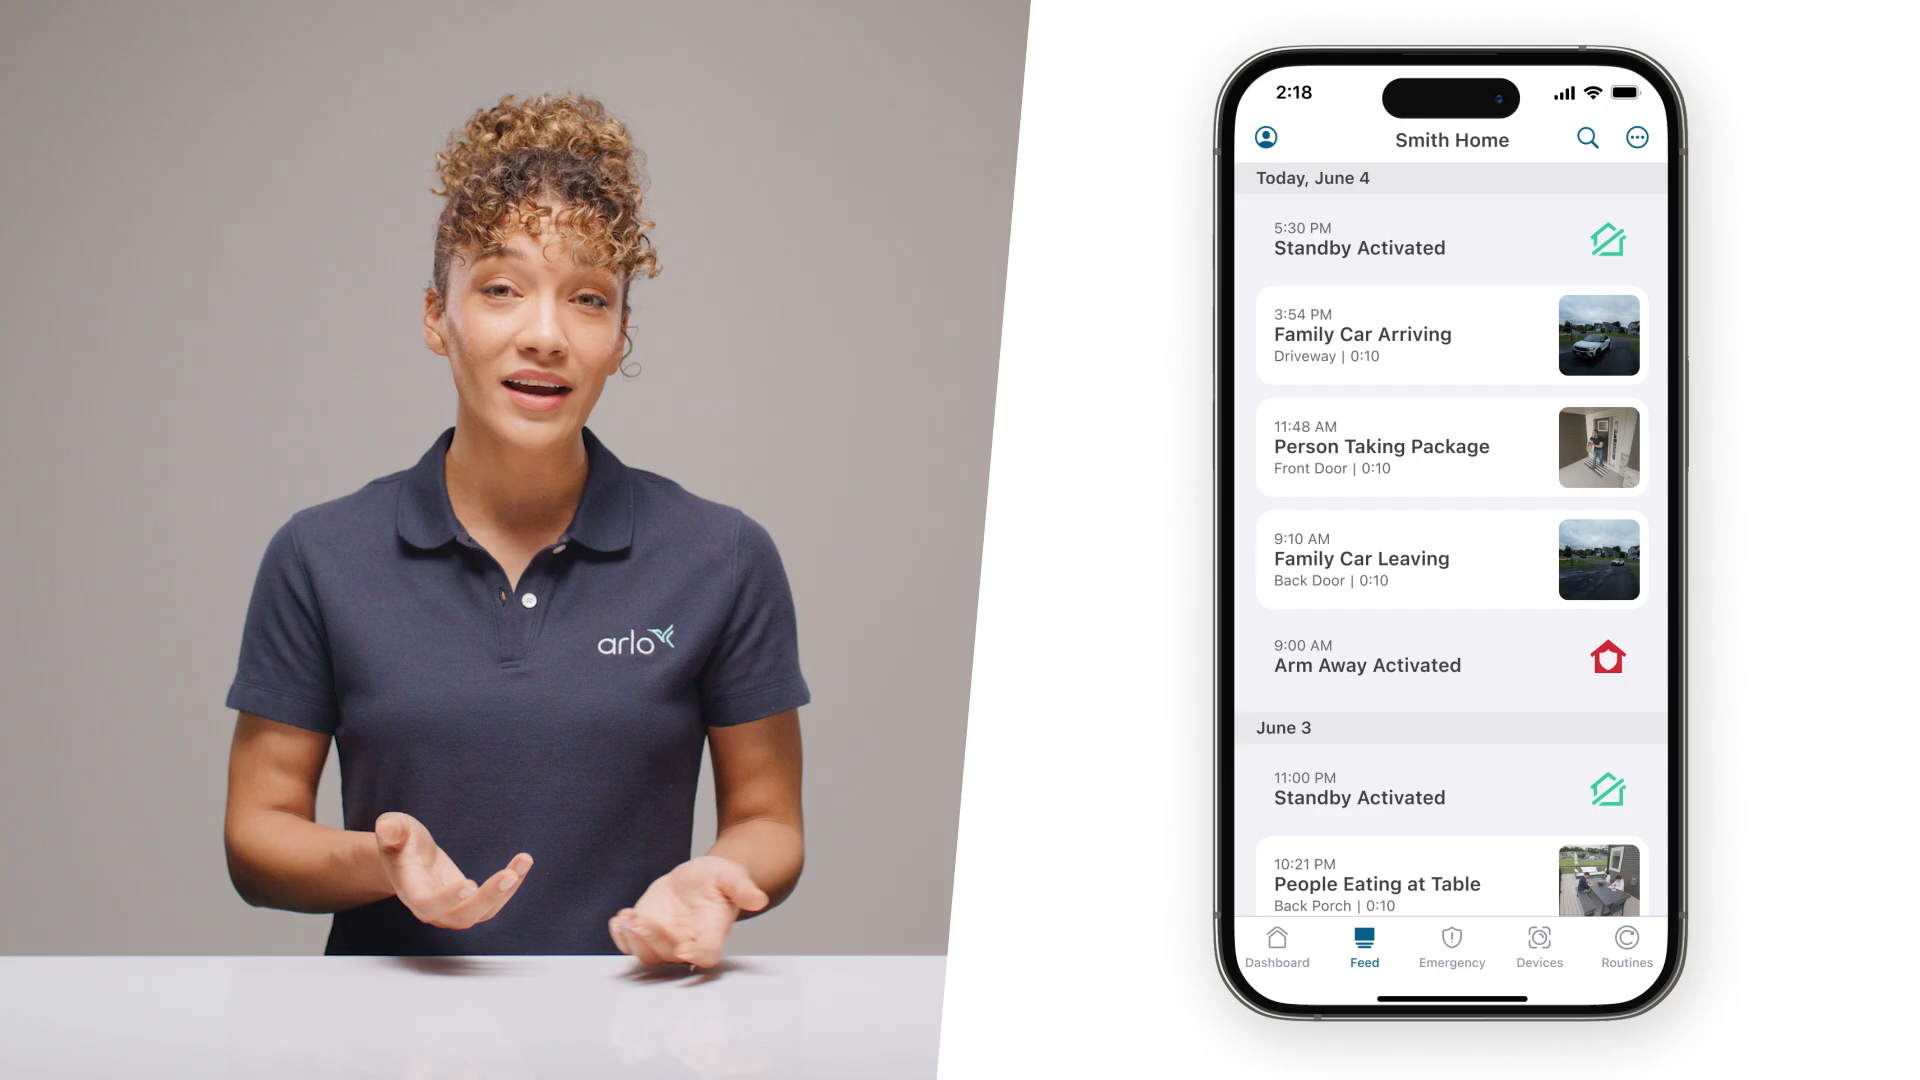 arlo
2:18
Smith Home
Today, June 4
5:30 PM
Standby Activated
3:54 PM
Family Car Arriving
Driveway | 0:10
11:48 AM
Person Taking Package
Front Door | 0:10
9:10 AM
Family Car Leaving
Back Door | 0:10
9:00 AM
Arm Away Activated
June 3
11:00 PM
Standby Activated
10:21 PM
People Eating at Table
Back Porch | 0:10
Dashboard
Feed
Emergency
Devices
Routines